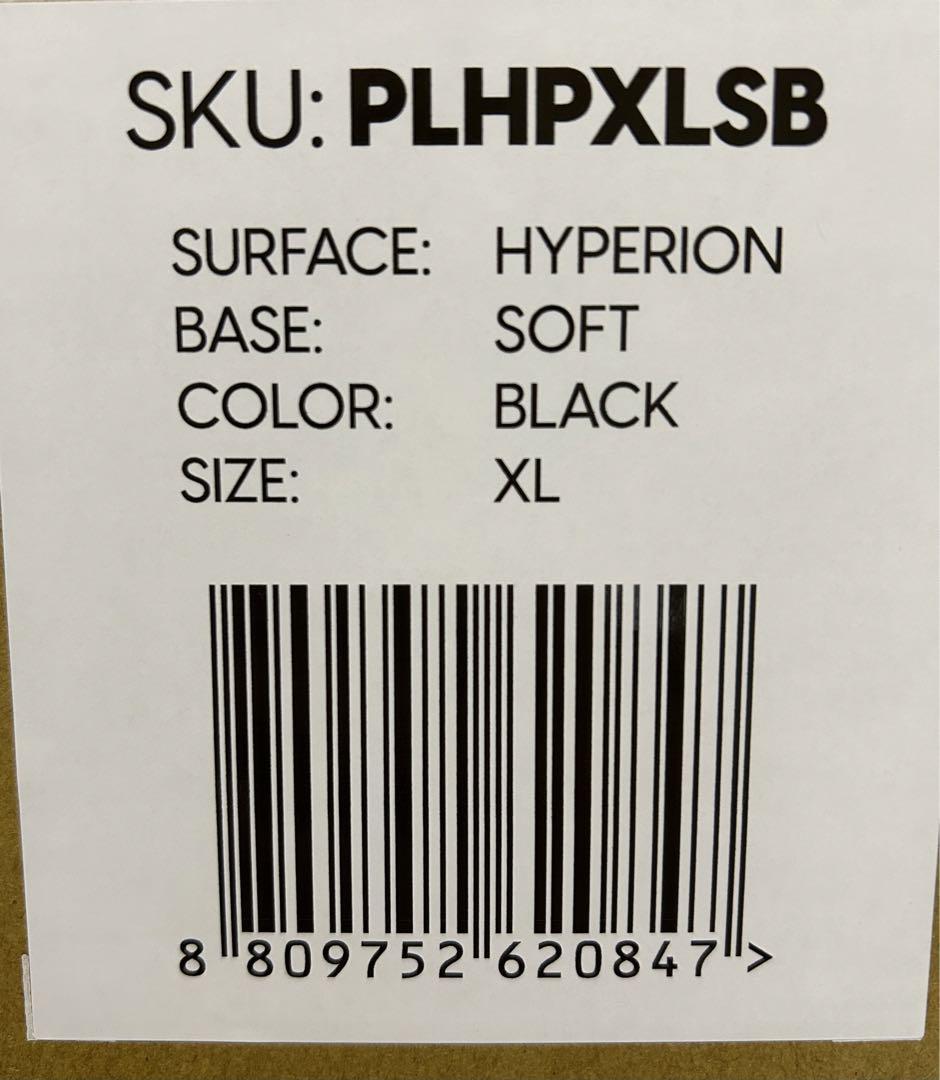 SKU: PLHPXLSB
SURFACE: HYPERION
BASE: SOFT
COLOR: BLACK
SIZE: XL
8 809752 620847 >